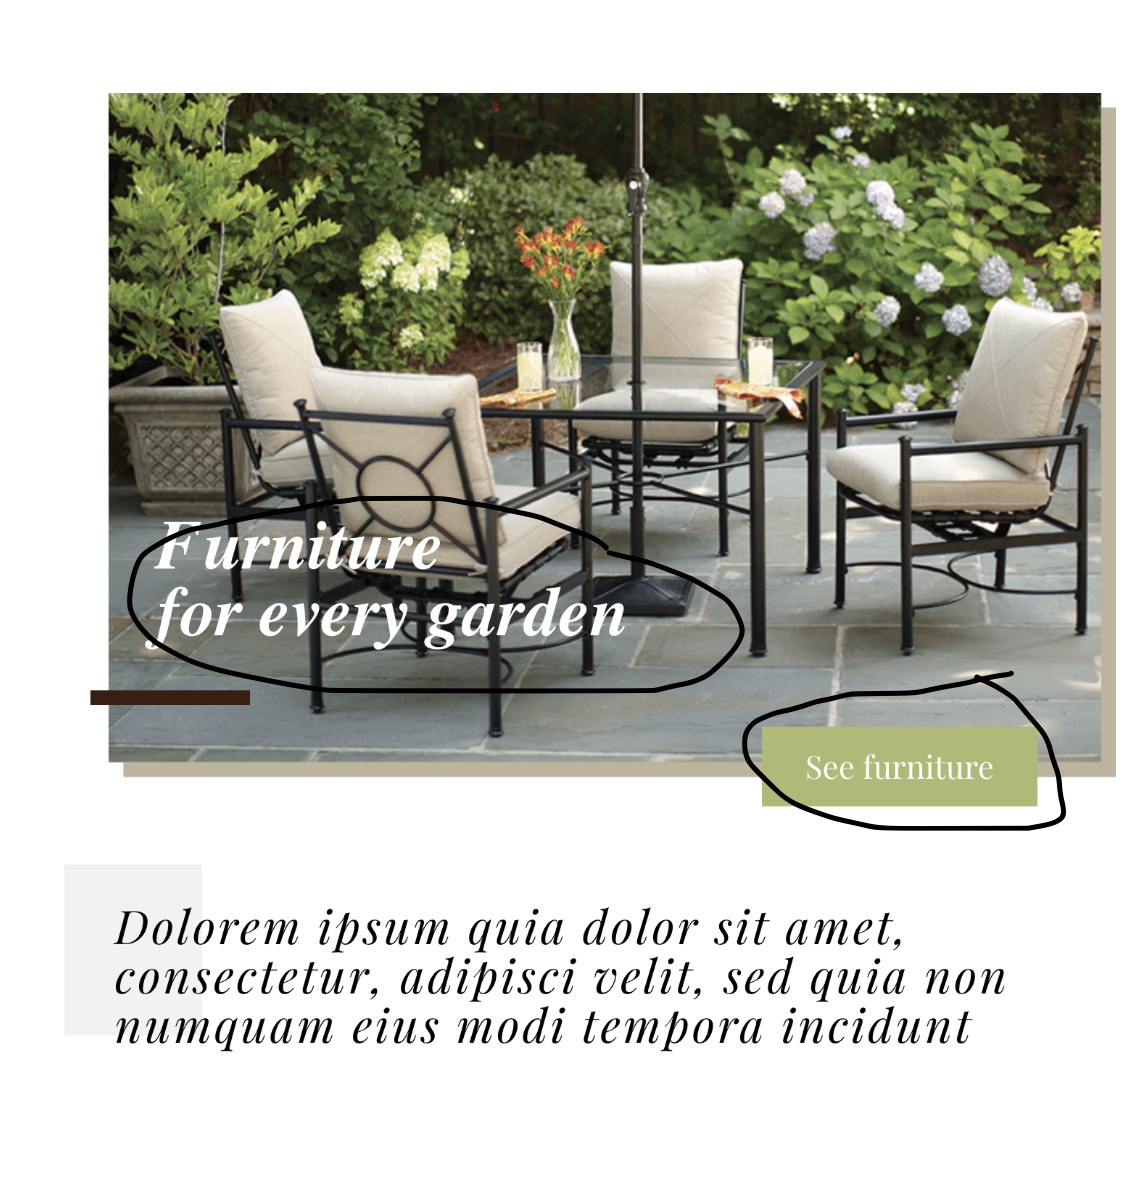 Furniture
for every garden
See furniture
Dolorem ipsum quia dolor sit amet,
consectetur, adipisci velit, sed quia non
numquam eius modi tempora incidunt